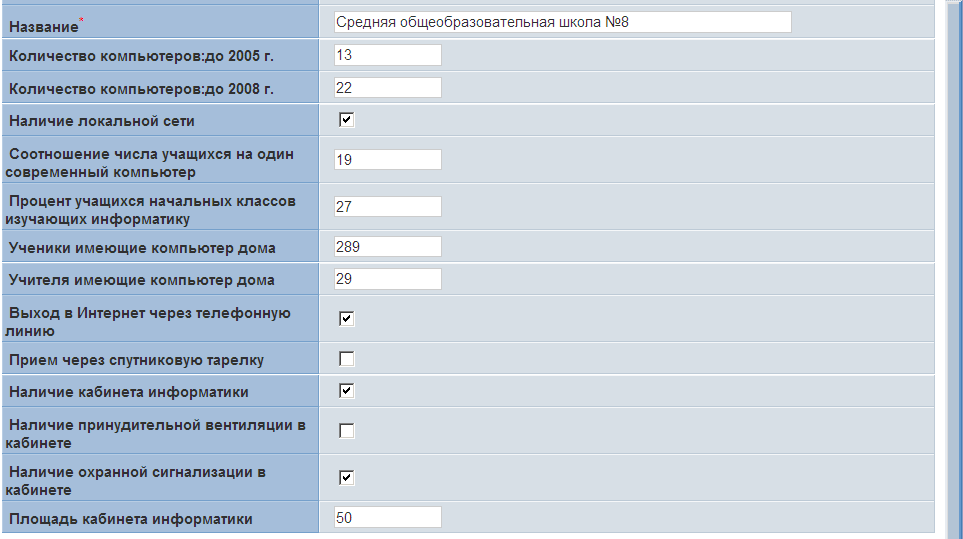 Название*
Средняя общеобразовательная школа №8
Количество компьютеров:до 2005 г.
13
Количество компьютеров:до 2008 г.
22
Наличие локальной сети
Соотношение числа учащихся на один
современный компьютер
19
Процент учащихся начальных классов
изучающих информатику
27
Ученики имеющие компьютер дома
289
Учителя имеющие компьютер дома
29
Выход в Интернет через телефонную
линию
Прием через спутниковую тарелку
Наличие кабинета информатики
Наличие принудительной вентиляции в
кабинете
Наличие охранной сигнализации в
кабинете
Площадь кабинета информатики
50